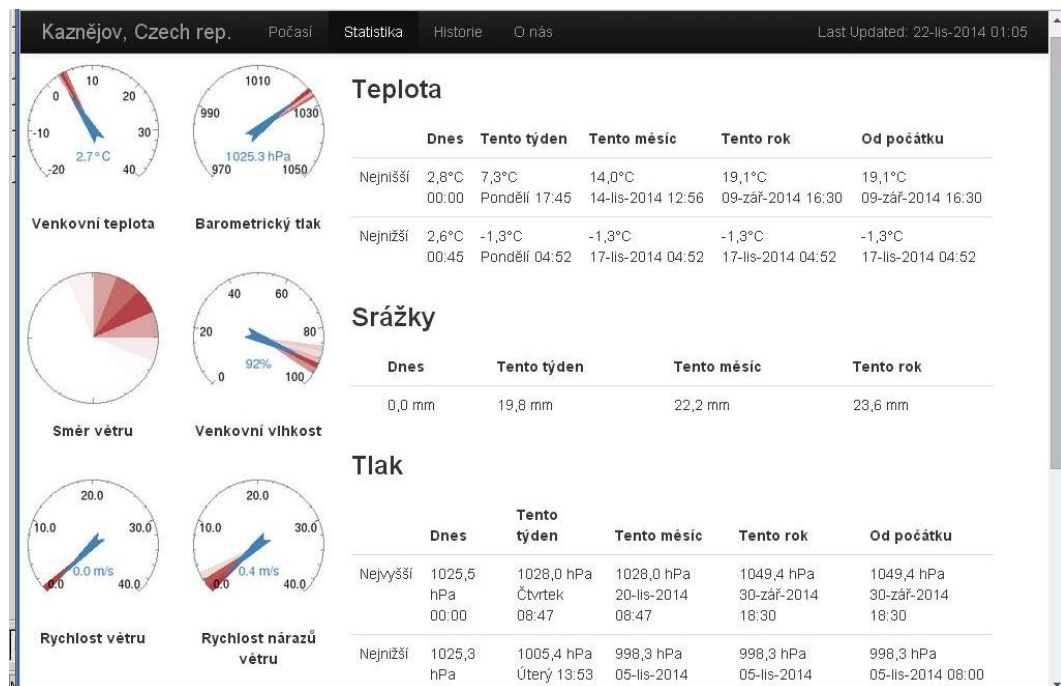 Kaznějov, Czech rep. Počasí Statistika Historie O nás Last Updated: 22-lis-2014 01:05
-20 -10 0 10 20 30 40
2.7°C
Venkovní teplota
970 990 1010 1030 1050
1025.3 hPa
Barometrický tlak
Směr větru
0 20 40 60 80 100
92%
Venkovní vlhkost
0.0 10.0 20.0 30.0 40.0
0.0 m/s
Rychlost větru
0.0 10.0 20.0 30.0 40.0
0.4 m/s
Rychlost nárazů
větru
Teplota
Dnes Tento týden Tento měsíc Tento rok Od počátku
Nejnišší 2,8°C 7,3°C 14,0°C 19,1°C 19,1°C
00:00 Pondělí 17:45 14-lis-2014 12:56 09-zář-2014 16:30 09-zář-2014 16:30
Nejnižší 2,6°C -1,3°C -1,3°C -1,3°C -1,3°C
00:45 Pondělí 04:52 17-lis-2014 04:52 17-lis-2014 04:52 17-lis-2014 04:52
Srážky
Dnes Tento týden Tento měsíc Tento rok
0,0 mm 19,8 mm 22,2 mm 23,6 mm
Tlak
Dnes Tento týden Tento měsíc Tento rok Od počátku
Nejvyšší 1025,5 1028,0 hPa 1028,0 hPa 1049,4 hPa 1049,4 hPa
hPa Čtvrtek 20-lis-2014 30-zář-2014 30-zář-2014
00:00 08:47 08:47 18:30 18:30
Nejnižší 1025,3 1005,4 hPa 998,3 hPa 998,3 hPa 998,3 hPa
hPa Úterý 13:53 05-lis-2014 05-lis-2014 05-lis-2014 08:00